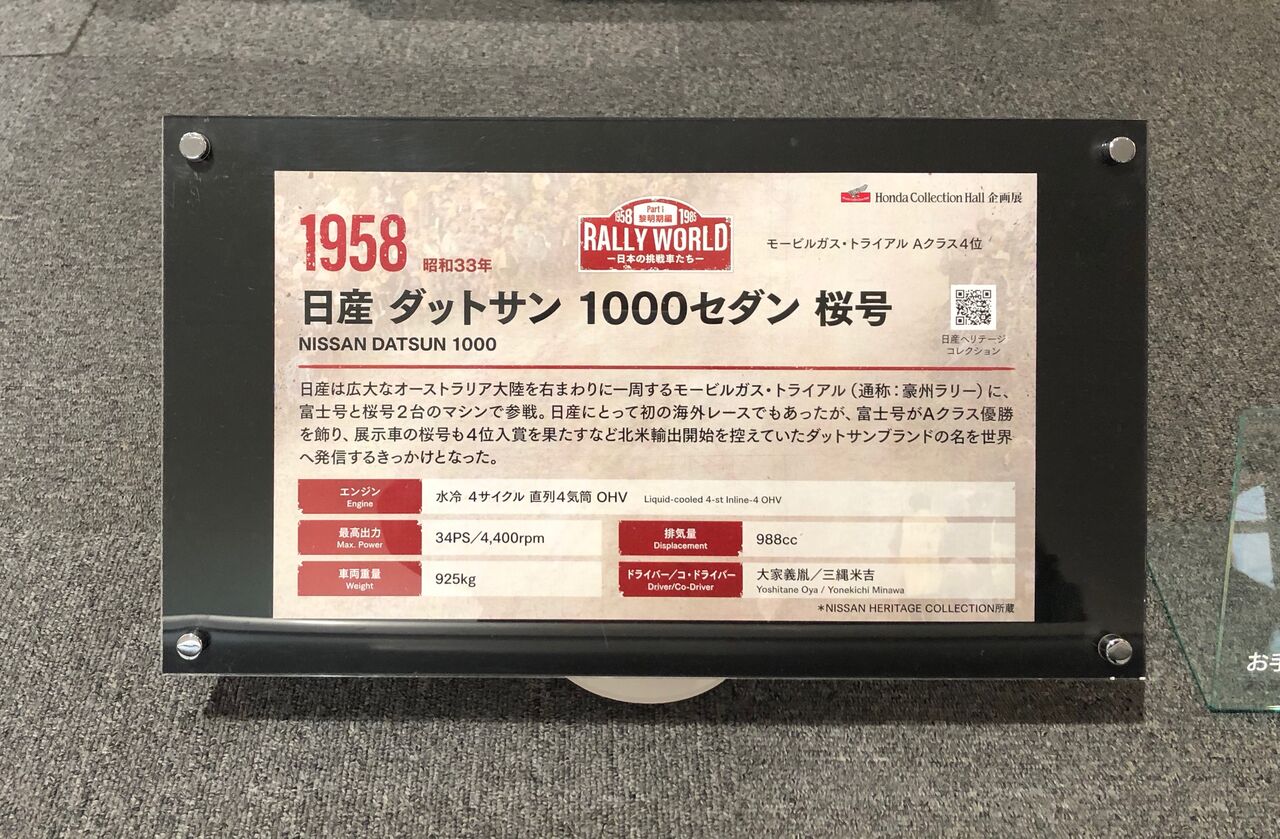 Honda Collection Hall 企画展
1958 昭和33年
Part i
1958 黎明期編 1985
RALLY WORLD
ー日本の挑戦車たちー
モービルガス・トライアル Aクラス4位
日産 ダットサン 1000セダン 桜号
NISSAN DATSUN 1000
日産ヘリテージ
コレクション
日産は広大なオーストラリア大陸を右まわりに一周するモービルガス・トライアル（通称：豪州ラリー）に、
富士号と桜号2台のマシンで参戦。日産にとって初の海外レースでもあったが、富士号がAクラス優勝
を飾り、展示車の桜号も4位入賞を果たすなど北米輸出開始を控えていたダットサンブランドの名を世界
へ発信するきっかけとなった。
エンジン
Engine
水冷 4サイクル 直列4気筒 OHV Liquid-cooled 4-st Inline-4 OHV
最高出力
Max. Power
34PS／4,400rpm
排気量
Displacement
988cc
車両重量
Weight
925kg
ドライバー／コ・ドライバー
Driver/Co-Driver
大家義胤／三縄米吉
Yoshitane Oya / Yonekichi Minawa
＊NISSAN HERITAGE COLLECTION所蔵
お手